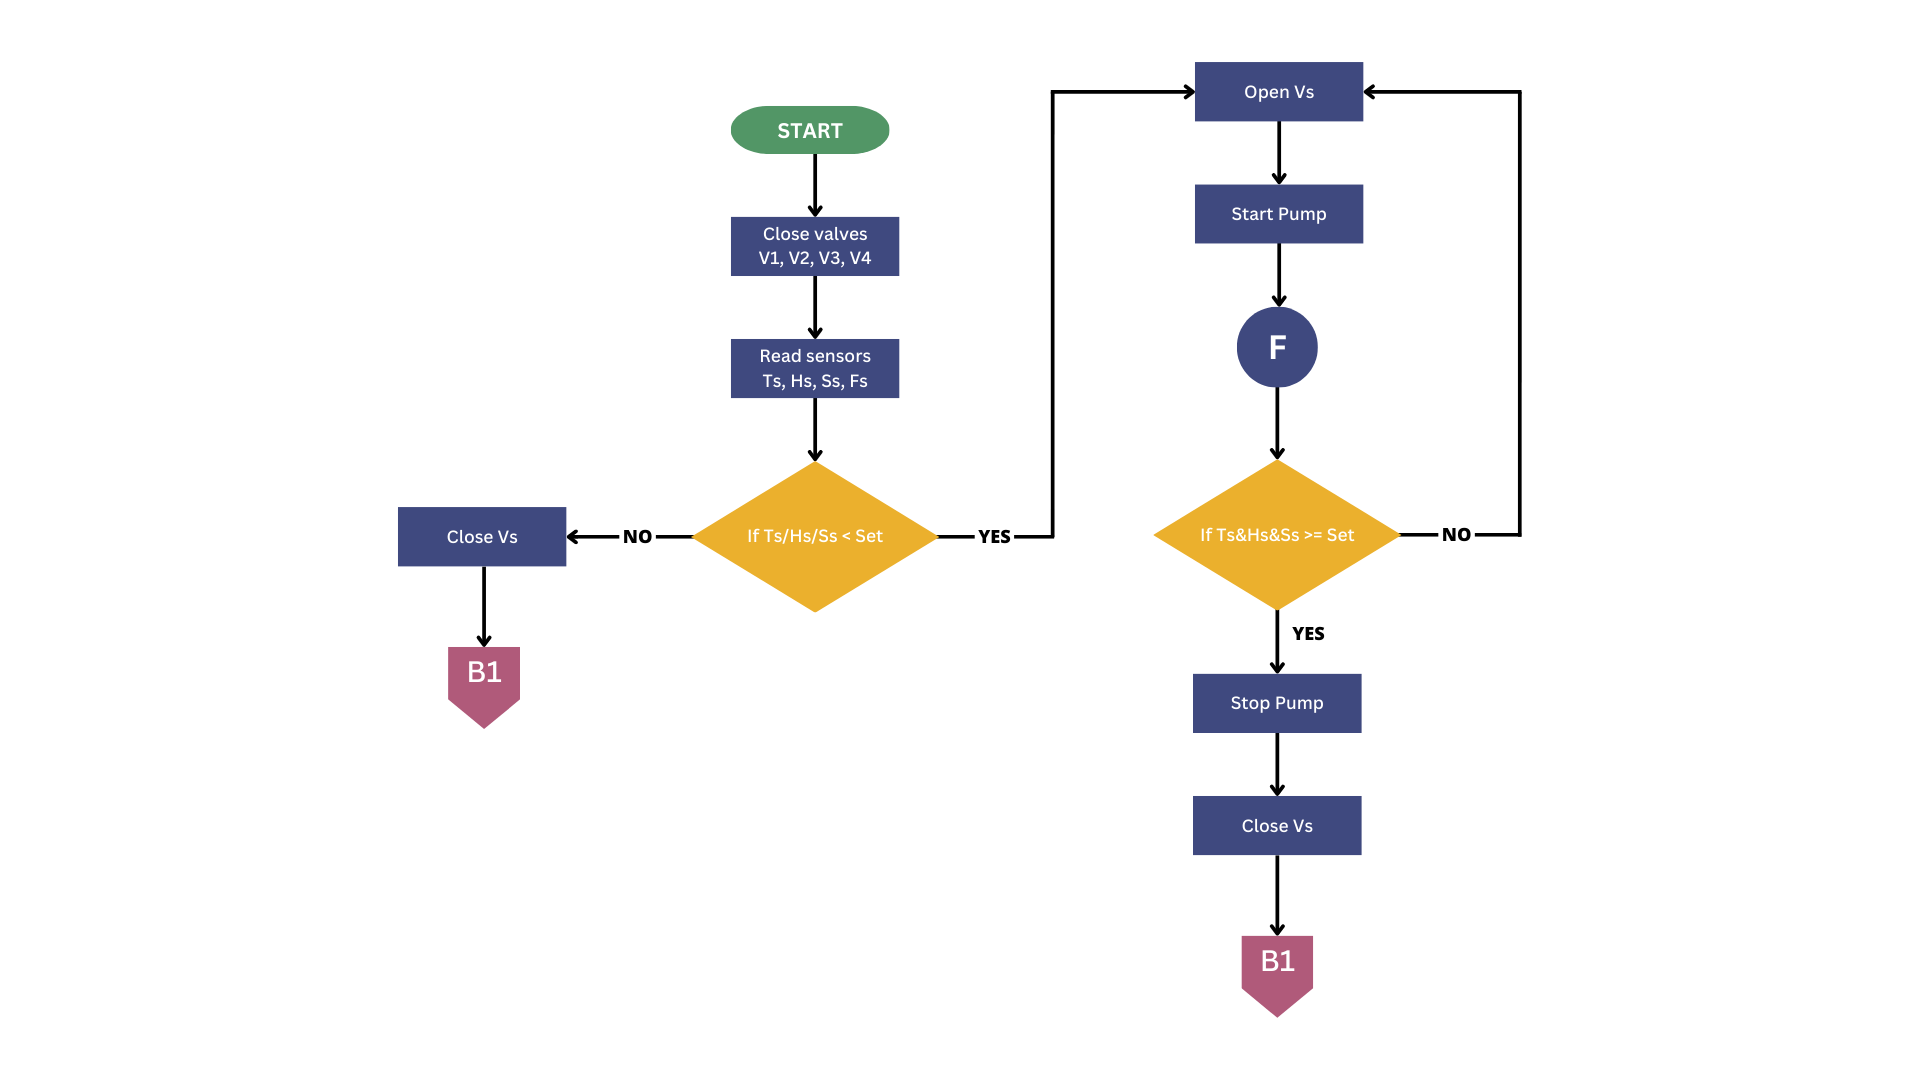 START
Close valves
V1, V2, V3, V4
Read sensors
Ts, Hs, Ss, Fs
If Ts/Hs/Ss < Set
NO
Close Vs
B1
YES
Open Vs
Start Pump
F
If Ts&Hs&Ss >= Set
NO
YES
Stop Pump
Close Vs
B1